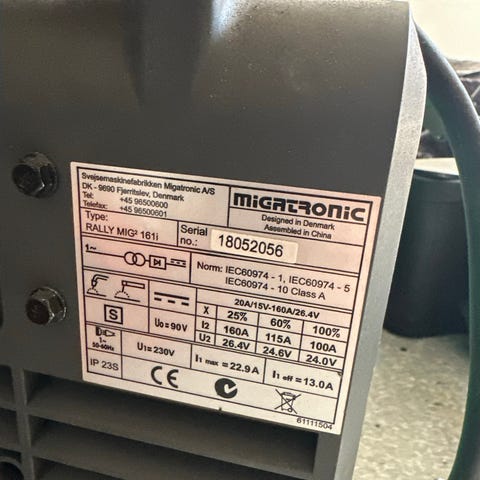 Svejsemaskinefabrikken Migatronic A/S
DK - 9690 Fjerritslev, Denmark
Tel: +45 96500600
Telefax: +45 96500601
MIGATRONIC
Designed in Denmark
Assembled in China
Type:
RALLY MIG² 161i
Serial no.: 18052056
1~
Norm: IEC60974 - 1, IEC60974 - 5
IEC60974 - 10 Class A
20A/15V-160A/26.4V
X 25% 60% 100%
S
U₀ = 90V
I2 160A 115A 100A
U2 26.4V 24.6V 24.0V
1~
50-60Hz
U1 = 230V
I1 max = 22.9A
I1 eff = 13.0A
IP 23S
CE
61111504